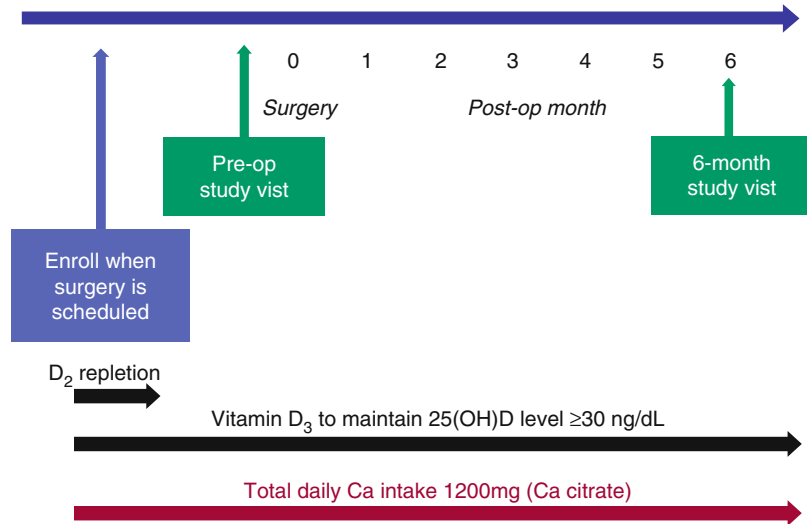 0 1 2 3 4 5 6
Surgery Post-op month
Pre-op
study vist
6-month
study vist
Enroll when
surgery is
scheduled
D₂ repletion
Vitamin D₃ to maintain 25(OH)D level ≥30 ng/dL
Total daily Ca intake 1200mg (Ca citrate)